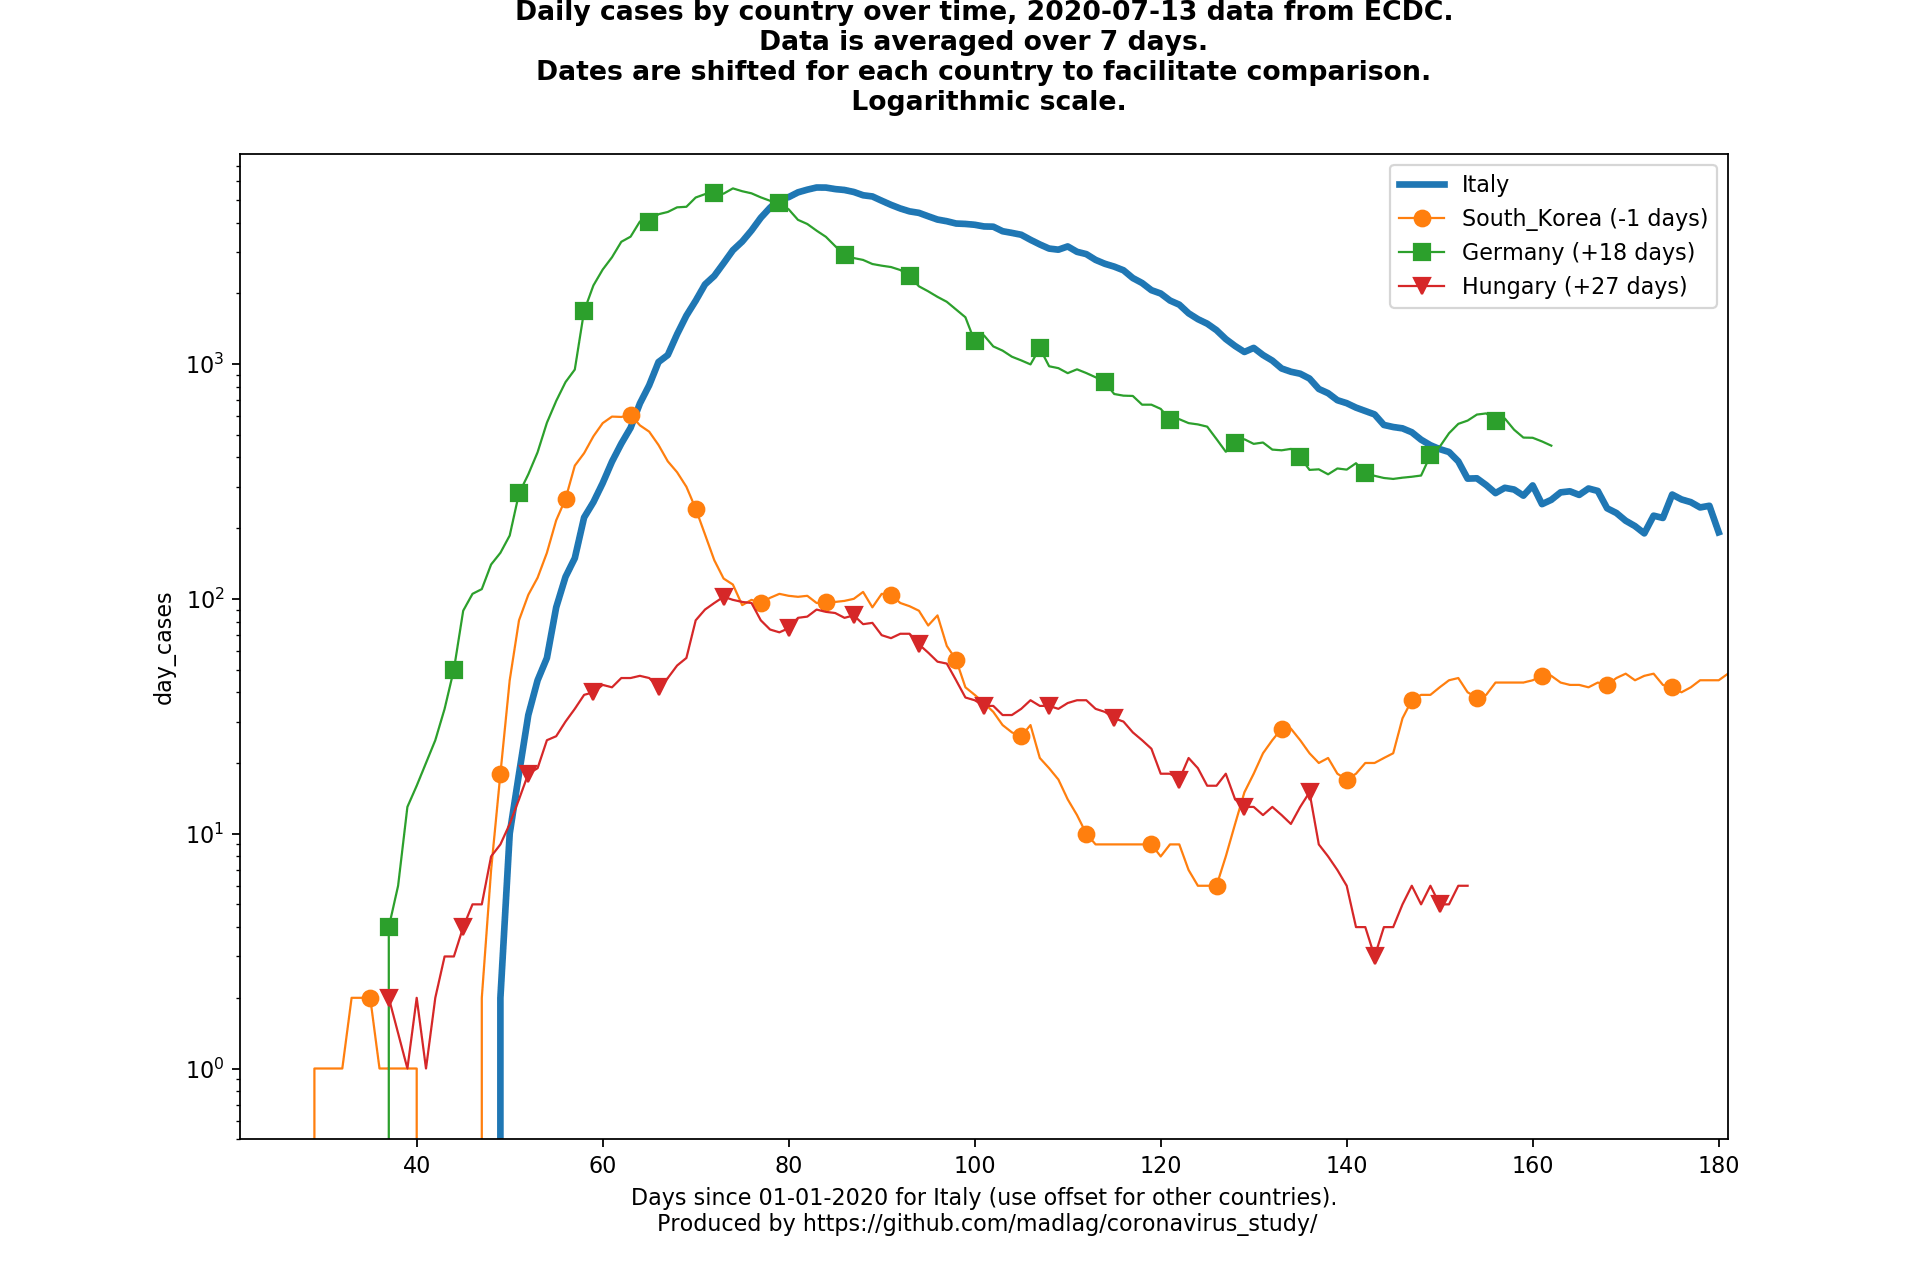 Daily cases by country over time, 2020-07-13 data from ECDC.
Data is averaged over 7 days.
Dates are shifted for each country to facilitate comparison.
Logarithmic scale.
Italy
South_Korea (-1 days)
Germany (+18 days)
Hungary (+27 days)
day_cases
10³
10²
10¹
10⁰
40 60 80 100 120 140 160 180
Days since 01-01-2020 for Italy (use offset for other countries).
Produced by https://github.com/madlag/coronavirus_study/